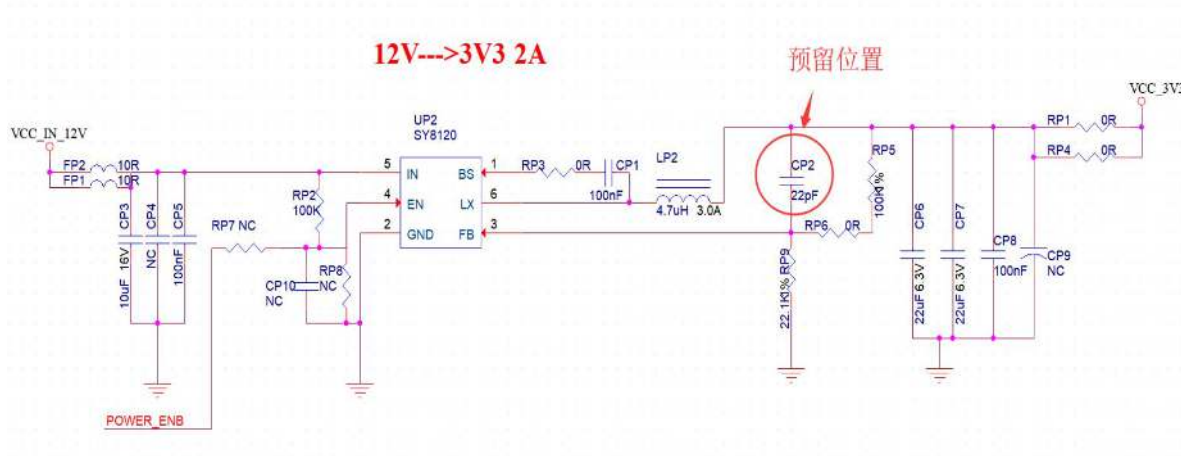 12V--->3V3 2A
预留位置
VCC_IN_12V
FP2 10R
FP1 10R
CP3
10uF 16V
CP4
NC
CP5
100nF
RP7 NC
RP2
100K
CP10
NC
RP8
NC
POWER_ENB
UP2
SY8120
5 IN BS 1
4 EN LX 6
2 GND FB 3
RP3 0R
CP1
100nF
LP2
4.7uH 3.0A
CP2
22pF
RP5
100K1%
RP6 0R
RP9
22.1K1%
CP6
22uF 6.3V
CP7
22uF 6.3V
CP8
100nF
CP9
NC
RP1 0R
RP4 0R